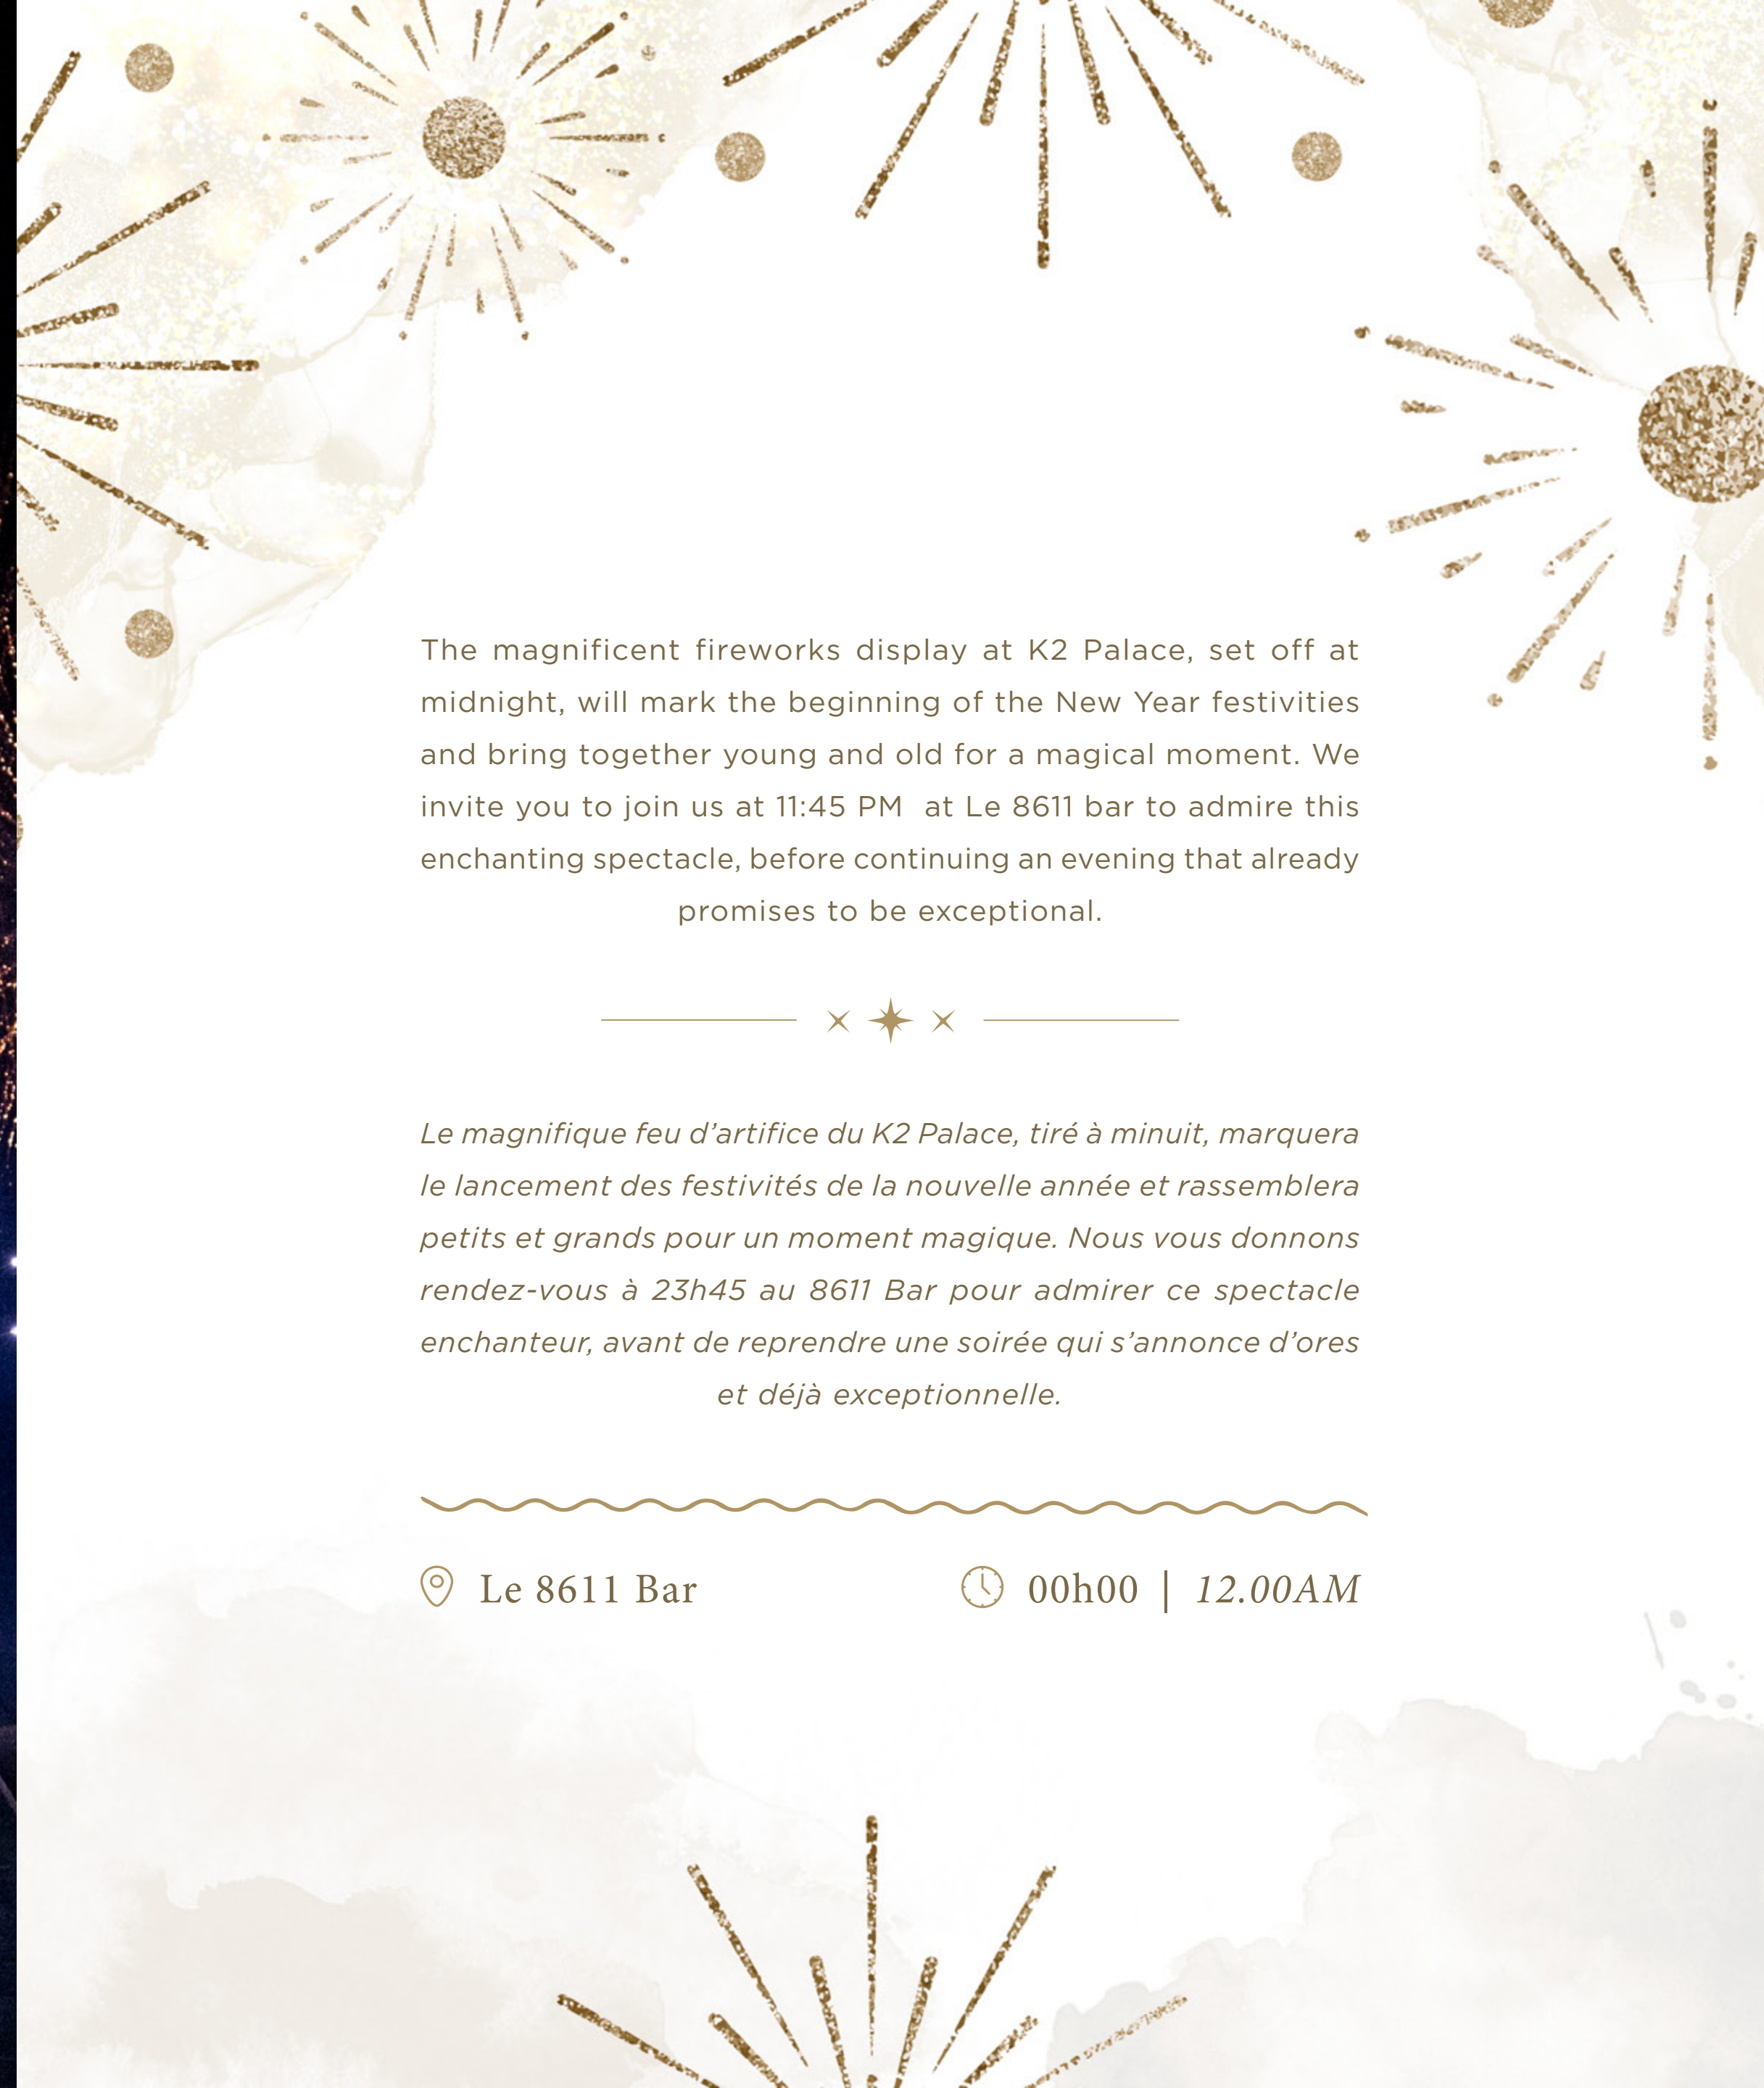 The magnificent fireworks display at K2 Palace, set off at
midnight, will mark the beginning of the New Year festivities
and bring together young and old for a magical moment. We
invite you to join us at 11:45 PM  at Le 8611 bar to admire this
enchanting spectacle, before continuing an evening that already
promises to be exceptional.
Le magnifique feu d’artifice du K2 Palace, tiré à minuit, marquera
le lancement des festivités de la nouvelle année et rassemblera
petits et grands pour un moment magique. Nous vous donnons
rendez-vous à 23h45 au 8611 Bar pour admirer ce spectacle
enchanteur, avant de reprendre une soirée qui s’annonce d’ores
et déjà exceptionnelle.
Le 8611 Bar
00h00 | 12.00AM